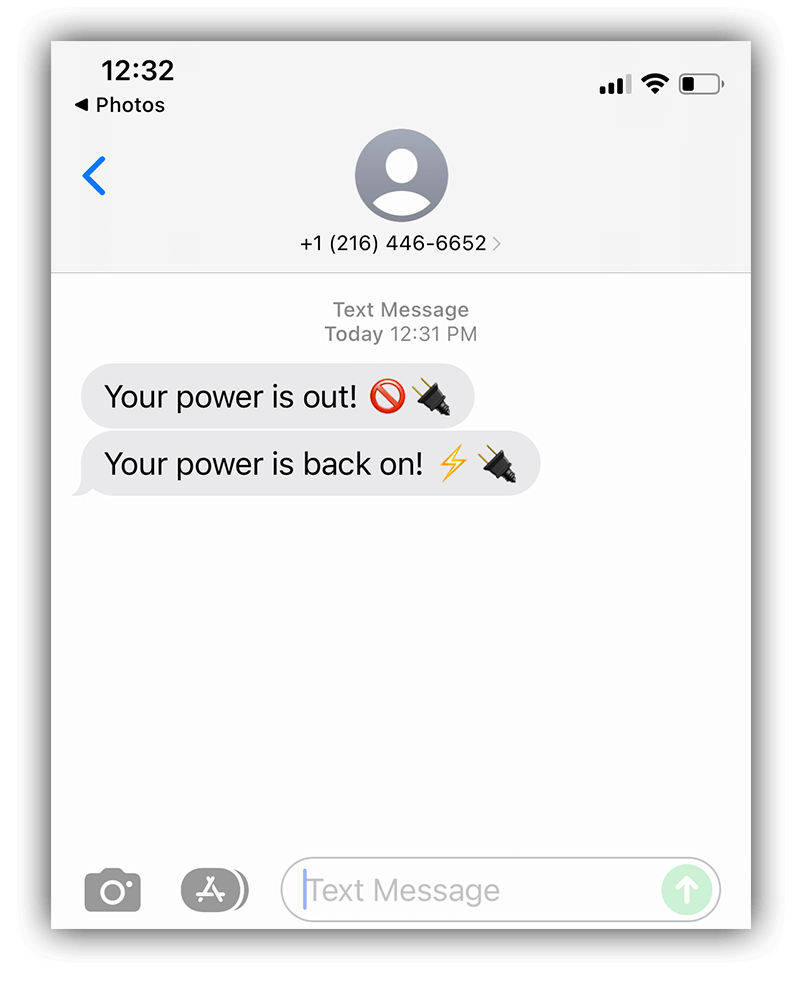 12:32
◀ Photos
+1 (216) 446-6652 >
Text Message
Today 12:31 PM
Your power is out! 🚫🔌
Your power is back on! ⚡🔌
Text Message